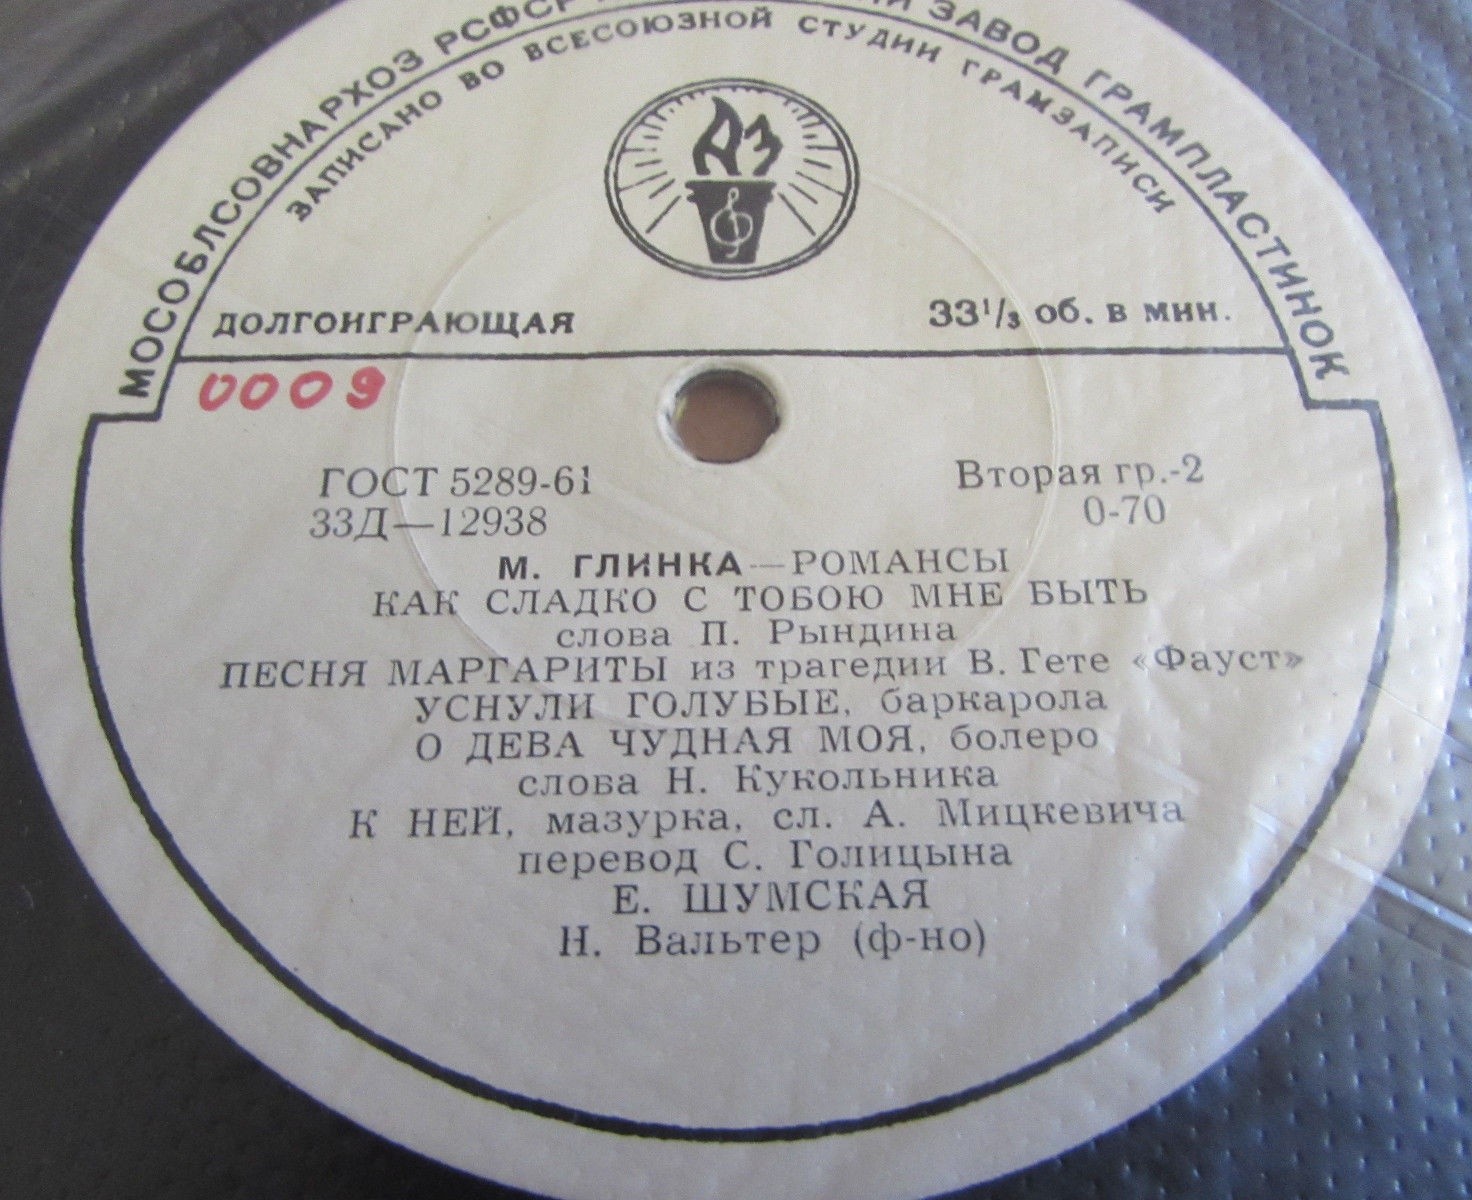 МОСОБЛСОВНАРХОЗ РСФСР ЗАВОД ГРАМПЛАСТИНОК
ЗАПИСАНО ВО ВСЕСОЮЗНОЙ СТУДИИ ГРАМЗАПИСИ
АЗ
ДОЛГОИГРАЮЩАЯ 33⅓ об. в мин.
0009
ГОСТ 5289-61 Вторая гр.-2
33Д—12938 0-70
М. ГЛИНКА—РОМАНСЫ
КАК СЛАДКО С ТОБОЮ МНЕ БЫТЬ
слова П. Рындина
ПЕСНЯ МАРГАРИТЫ из трагедии В. Гете «Фауст»
УСНУЛИ ГОЛУБЫЕ, баркарола
О ДЕВА ЧУДНАЯ МОЯ, болеро
слова Н. Кукольника
К НЕЙ, мазурка, сл. А. Мицкевича
перевод С. Голицына
Е. ШУМСКАЯ
Н. Вальтер (ф-но)